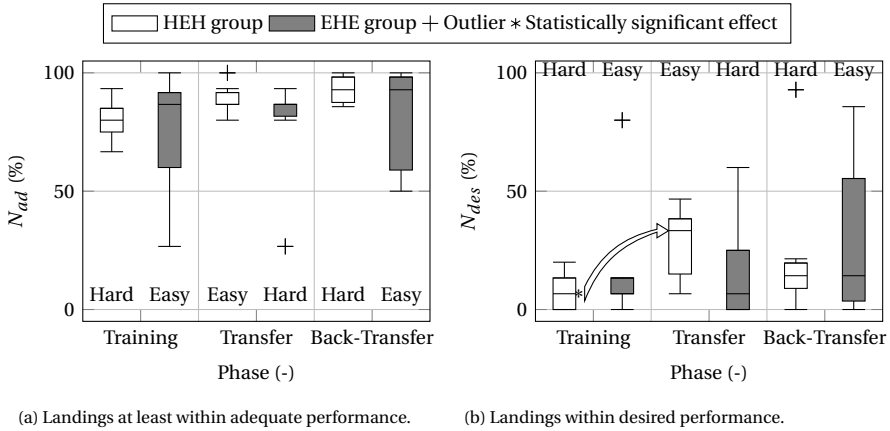 HEH group EHE group + Outlier * Statistically significant effect
100
50
0
N_ad (%)
Hard Easy Easy Hard Hard Easy
Training Transfer Back-Transfer
Phase (-)
(a) Landings at least within adequate performance.
Hard Easy Easy Hard Hard Easy
100
50
0
N_des (%)
*
Training Transfer Back-Transfer
Phase (-)
(b) Landings within desired performance.